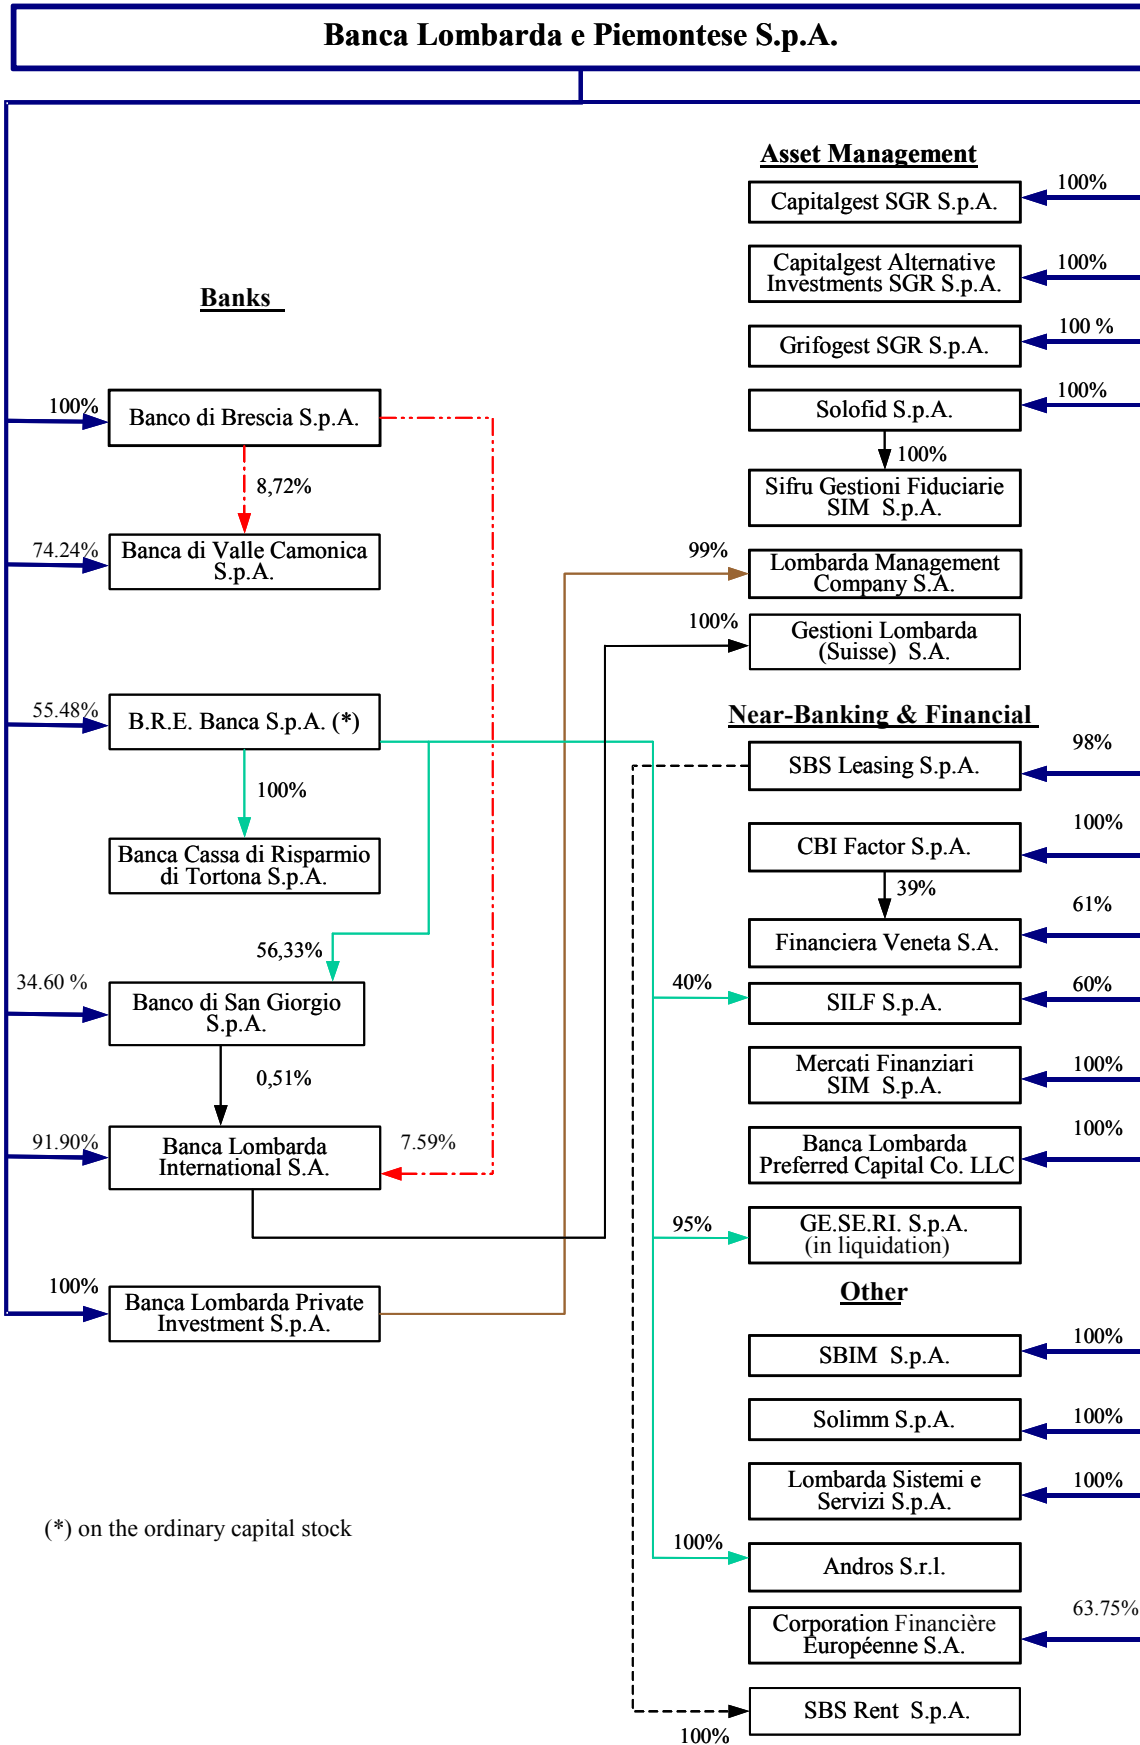 Banca Lombarda e Piemontese S.p.A.
Banks
100%
Banco di Brescia S.p.A.
8,72%
74.24%
Banca di Valle Camonica
S.p.A.
55.48%
B.R.E. Banca S.p.A. (*)
100%
Banca Cassa di Risparmio
di Tortona S.p.A.
56,33%
34.60 %
Banco di San Giorgio
S.p.A.
0,51%
91.90%
Banca Lombarda
International S.A.
7.59%
100%
Banca Lombarda Private
Investment S.p.A.
(*) on the ordinary capital stock
Asset Management
Capitalgest SGR S.p.A.
100%
Capitalgest Alternative
Investments SGR S.p.A.
100%
Grifogest SGR S.p.A.
100 %
Solofid S.p.A.
100%
100%
Sifru Gestioni Fiduciarie
SIM S.p.A.
99%
Lombarda Management
Company S.A.
100%
Gestioni Lombarda
(Suisse) S.A.
Near-Banking & Financial
SBS Leasing S.p.A.
98%
CBI Factor S.p.A.
100%
39%
Financiera Veneta S.A.
61%
40%
SILF S.p.A.
60%
Mercati Finanziari
SIM S.p.A.
100%
Banca Lombarda
Preferred Capital Co. LLC
100%
95%
GE.SE.RI. S.p.A.
(in liquidation)
Other
SBIM S.p.A.
100%
Solimm S.p.A.
100%
Lombarda Sistemi e
Servizi S.p.A.
100%
100%
Andros S.r.l.
Corporation Financière
Européenne S.A.
63.75%
SBS Rent S.p.A.
100%